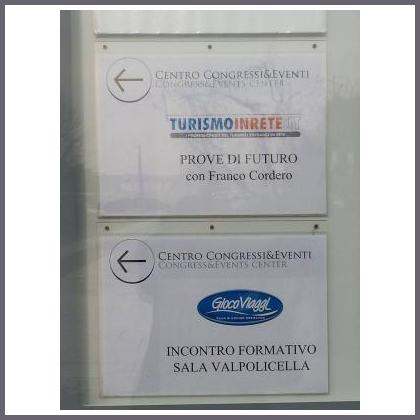 CENTRO CONGRESSI&EVENTI
CONGRESS&EVENTS CENTER
TURISMOINRETE.IT
PROVE DI FUTURO
con Franco Cordero
CENTRO CONGRESSI&EVENTI
CONGRESS&EVENTS CENTER
GiocoViaggi
INCONTRO FORMATIVO
SALA VALPOLICELLA